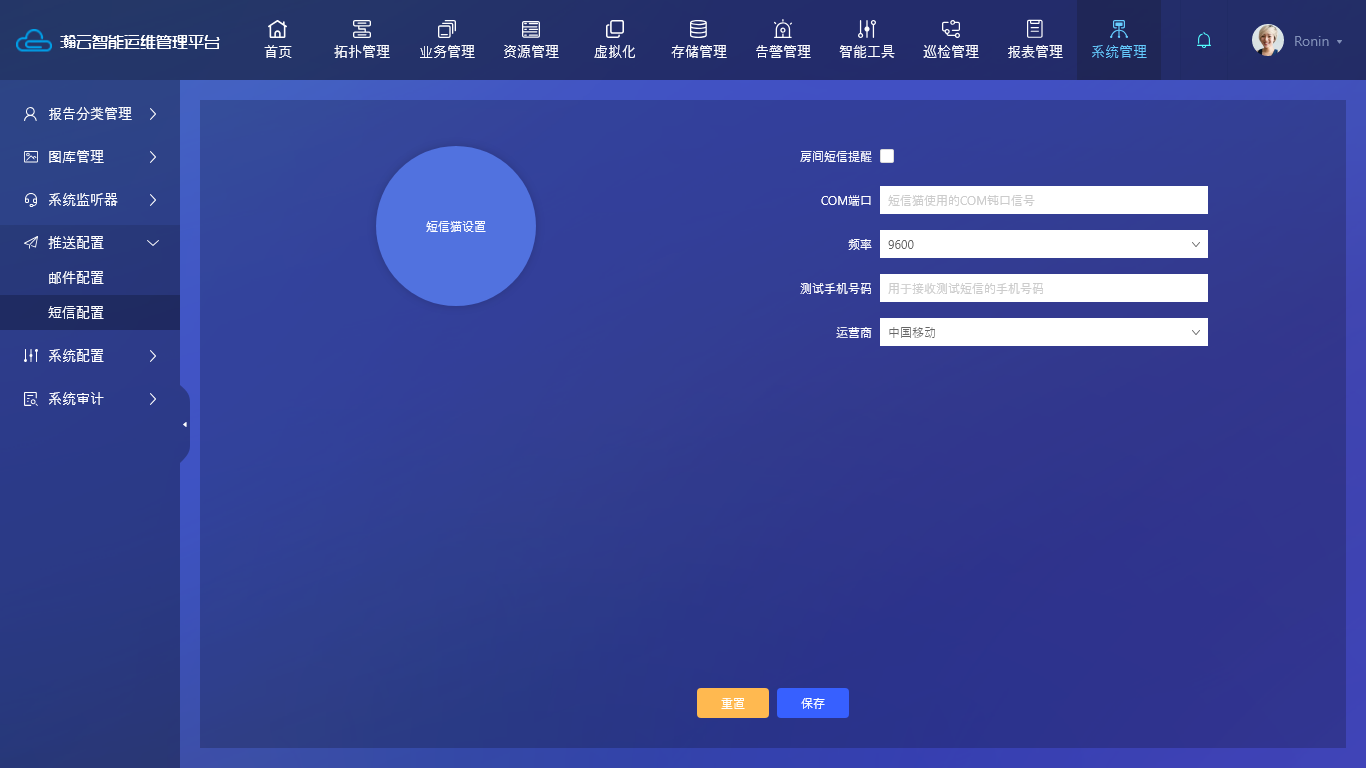 瀚云智能运维管理平台
首页
拓扑管理
业务管理
资源管理
虚拟化
存储管理
告警管理
智能工具
巡检管理
报表管理
系统管理
Ronin
报告分类管理
图库管理
系统监听器
推送配置
邮件配置
短信配置
系统配置
系统审计
短信猫设置
房间短信提醒
COM端口 短信猫使用的COM钝口信号
频率 9600
测试手机号码 用于接收测试短信的手机号码
运营商 中国移动
重置 保存